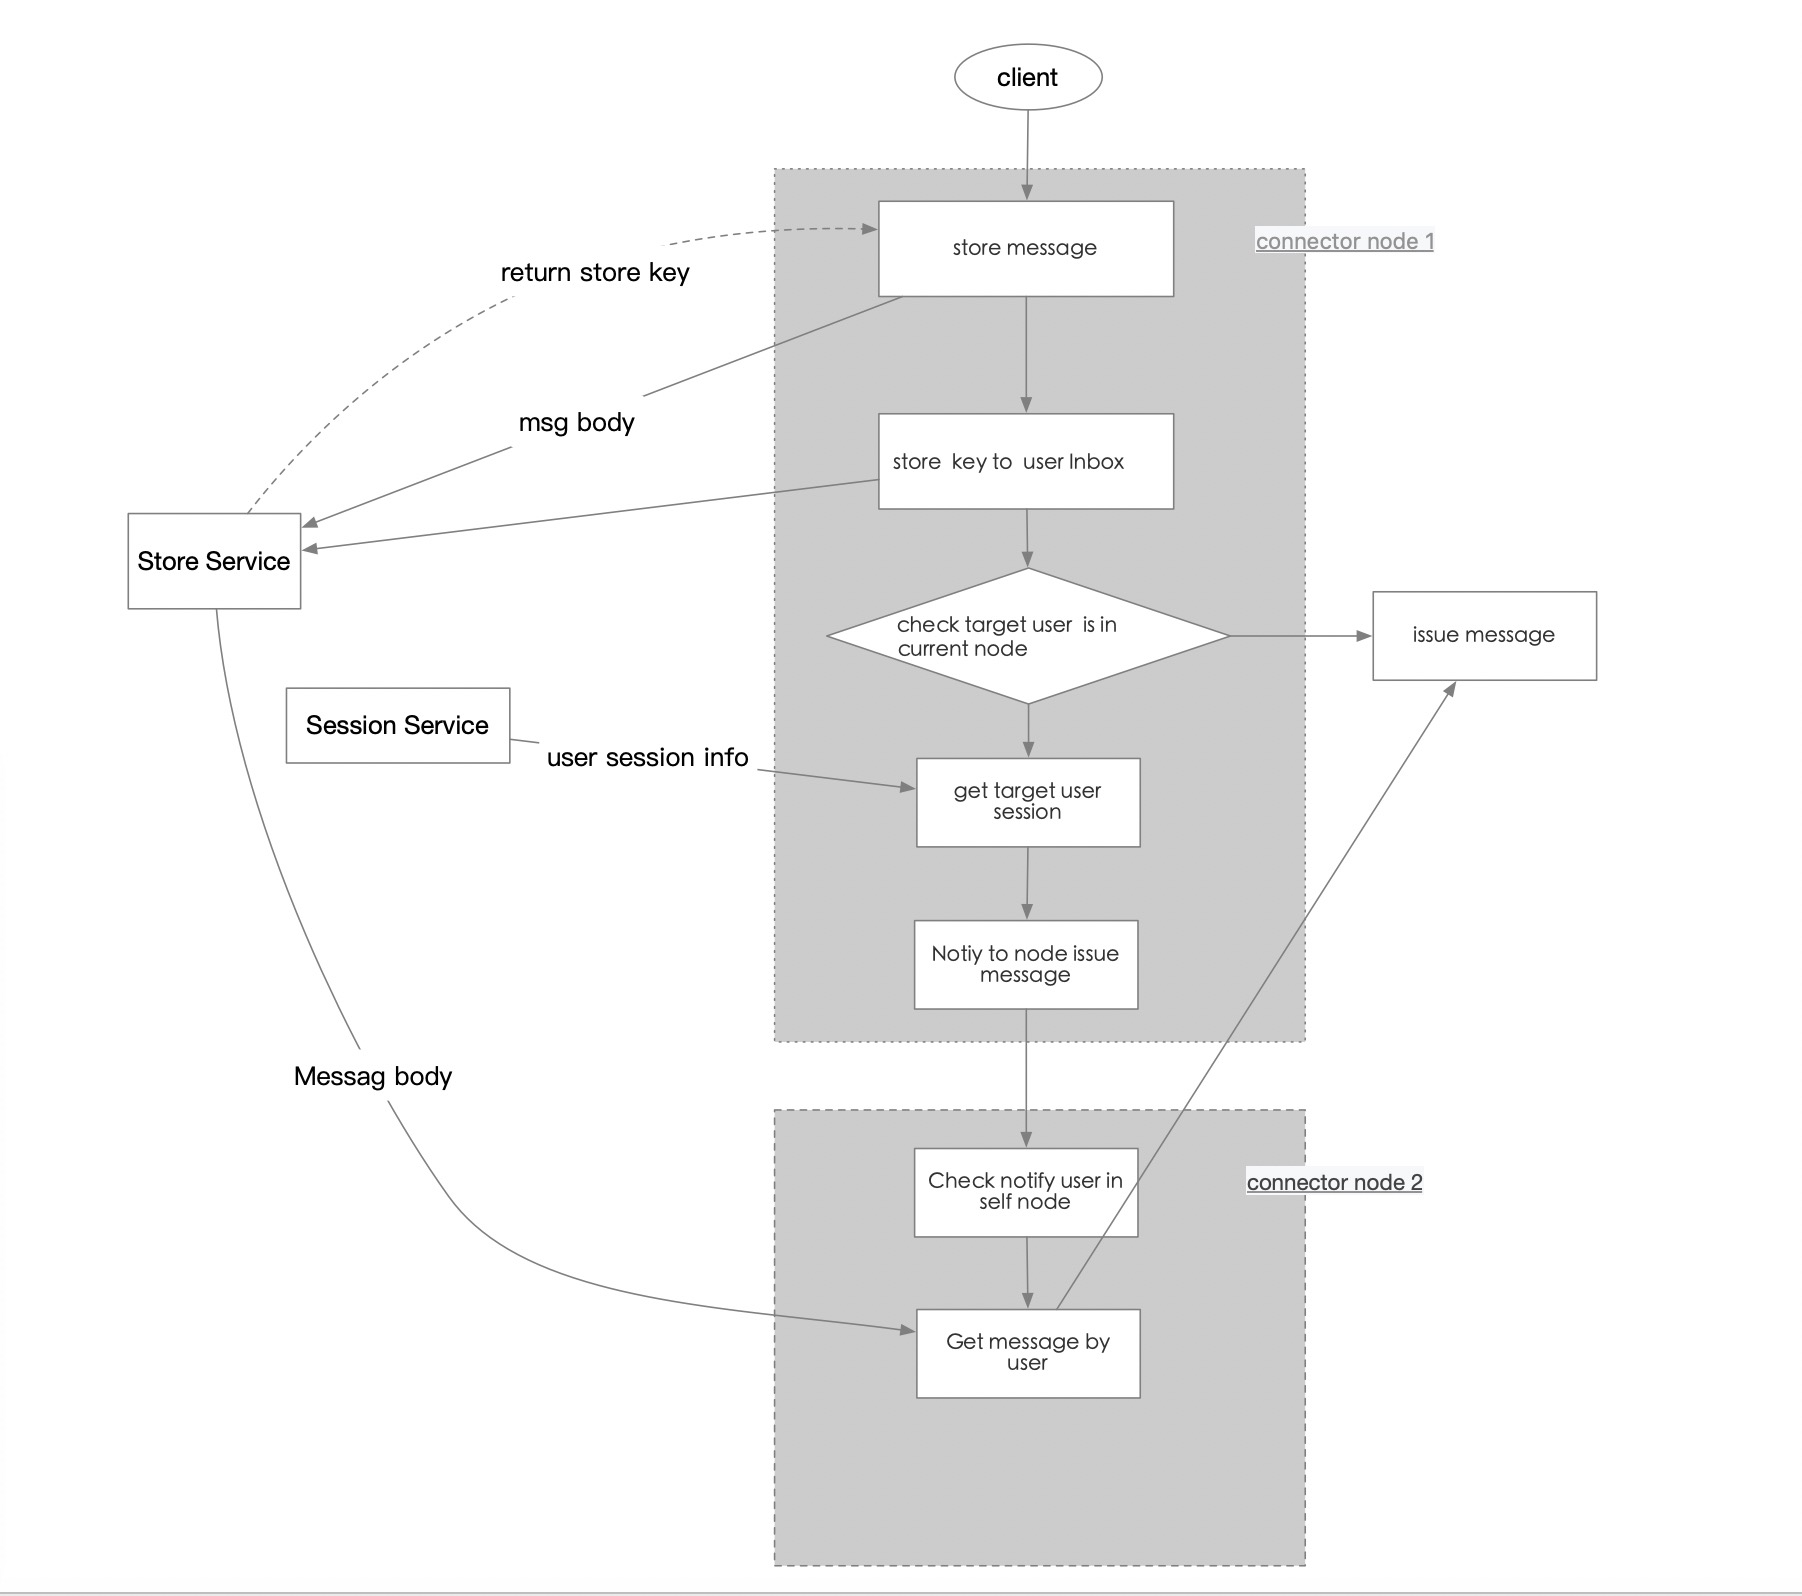 client
store message
connector node 1
return store key
msg body
store  key to  user Inbox
Store Service
check target user  is in
current node
issue message
Session Service
user session info
get target user
session
Notiy to node issue
message
Messag body
Check notify user in
self node
connector node 2
Get message by
user